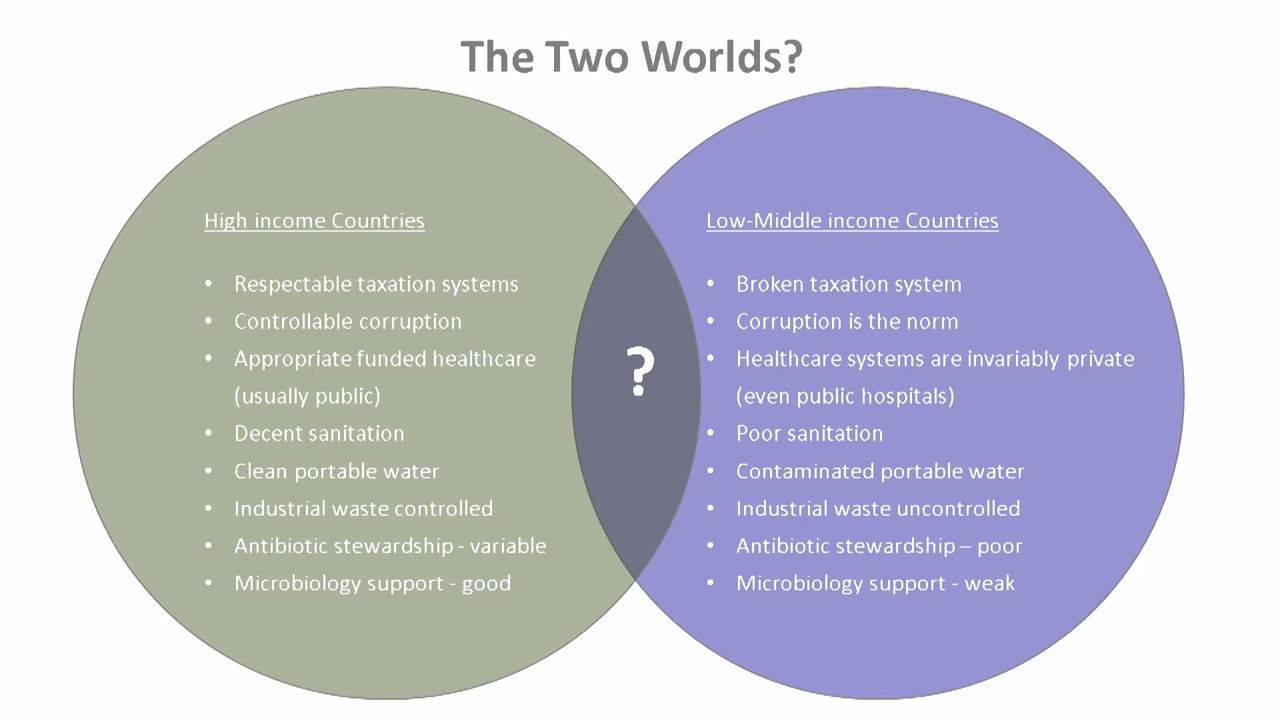 The Two Worlds?
High income Countries
• Respectable taxation systems
• Controllable corruption
• Appropriate funded healthcare
(usually public)
• Decent sanitation
• Clean portable water
• Industrial waste controlled
• Antibiotic stewardship - variable
• Microbiology support - good
?
Low-Middle income Countries
• Broken taxation system
• Corruption is the norm
• Healthcare systems are invariably private
(even public hospitals)
• Poor sanitation
• Contaminated portable water
• Industrial waste uncontrolled
• Antibiotic stewardship – poor
• Microbiology support - weak